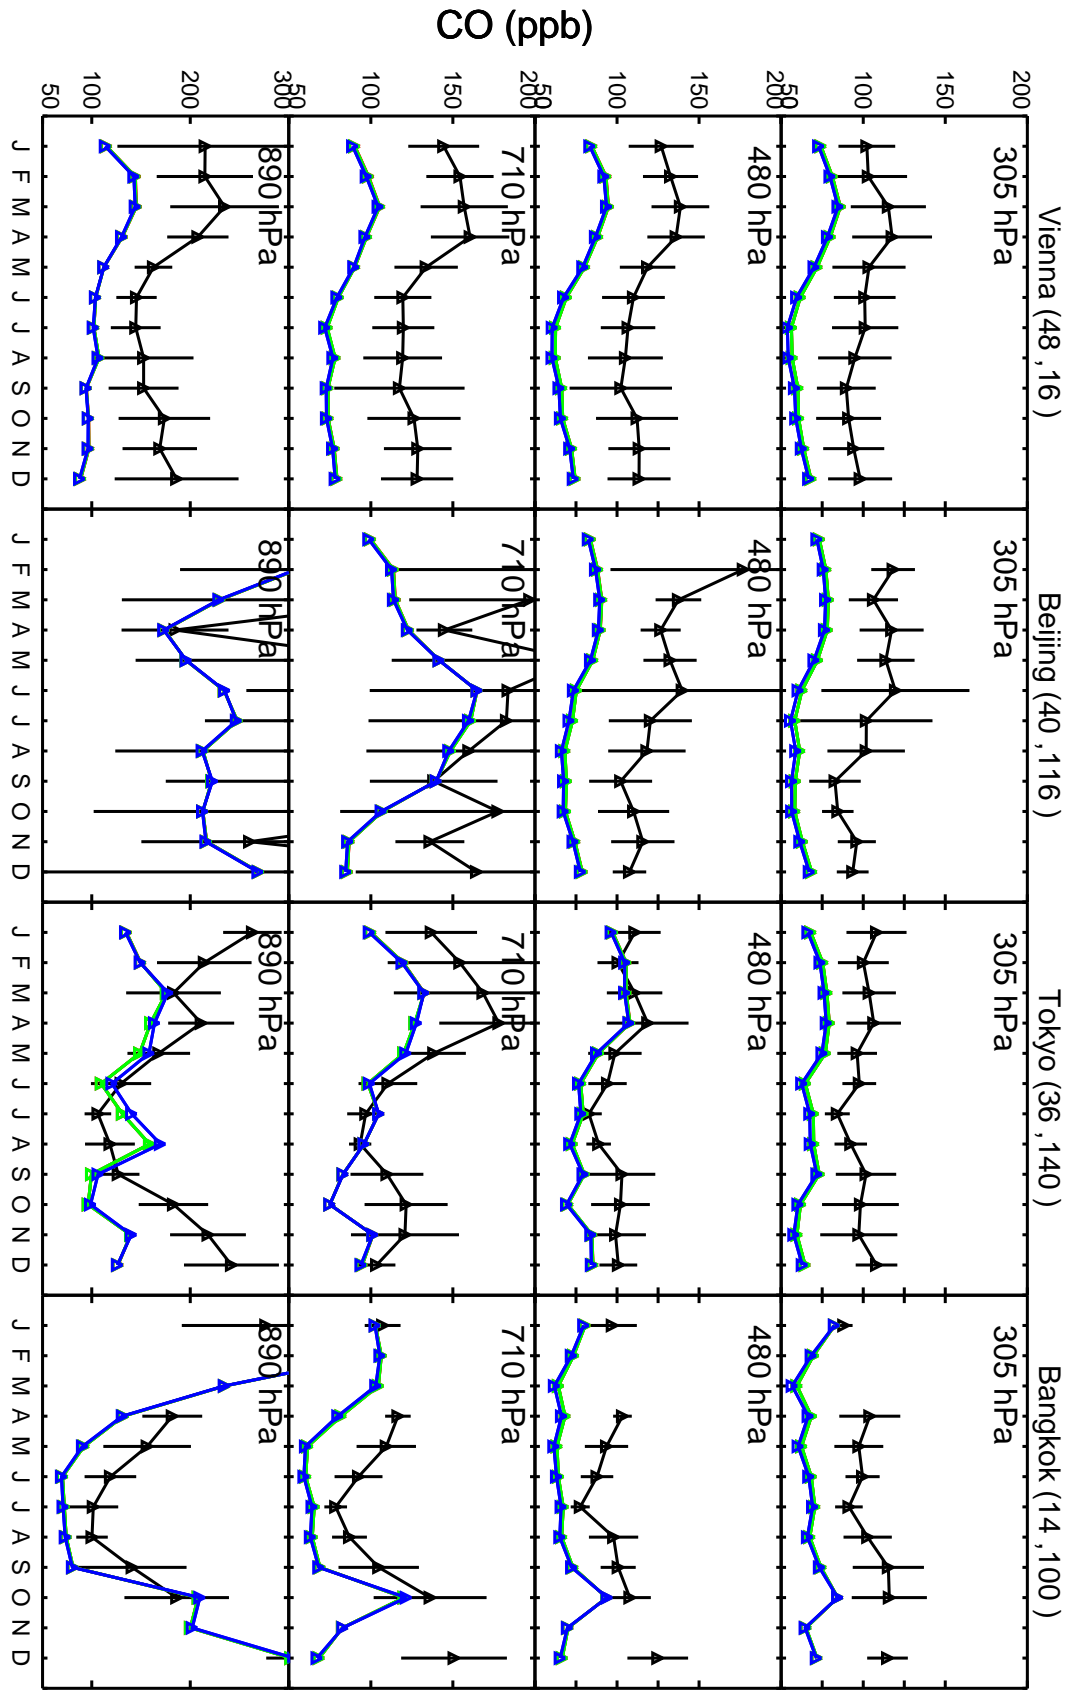 CO (ppb)
Vienna (48 ,16 )
Beijing (40 ,116 )
Tokyo (36 ,140 )
Bangkok (14 ,100 )
305 hPa
305 hPa
305 hPa
305 hPa
200
150
100
50
480 hPa
480 hPa
480 hPa
480 hPa
200
150
100
50
710 hPa
710 hPa
710 hPa
710 hPa
200
150
100
50
890 hPa
890 hPa
890 hPa
890 hPa
300
200
100
50
J F M A M J J A S O N D
J F M A M J J A S O N D
J F M A M J J A S O N D
J F M A M J J A S O N D